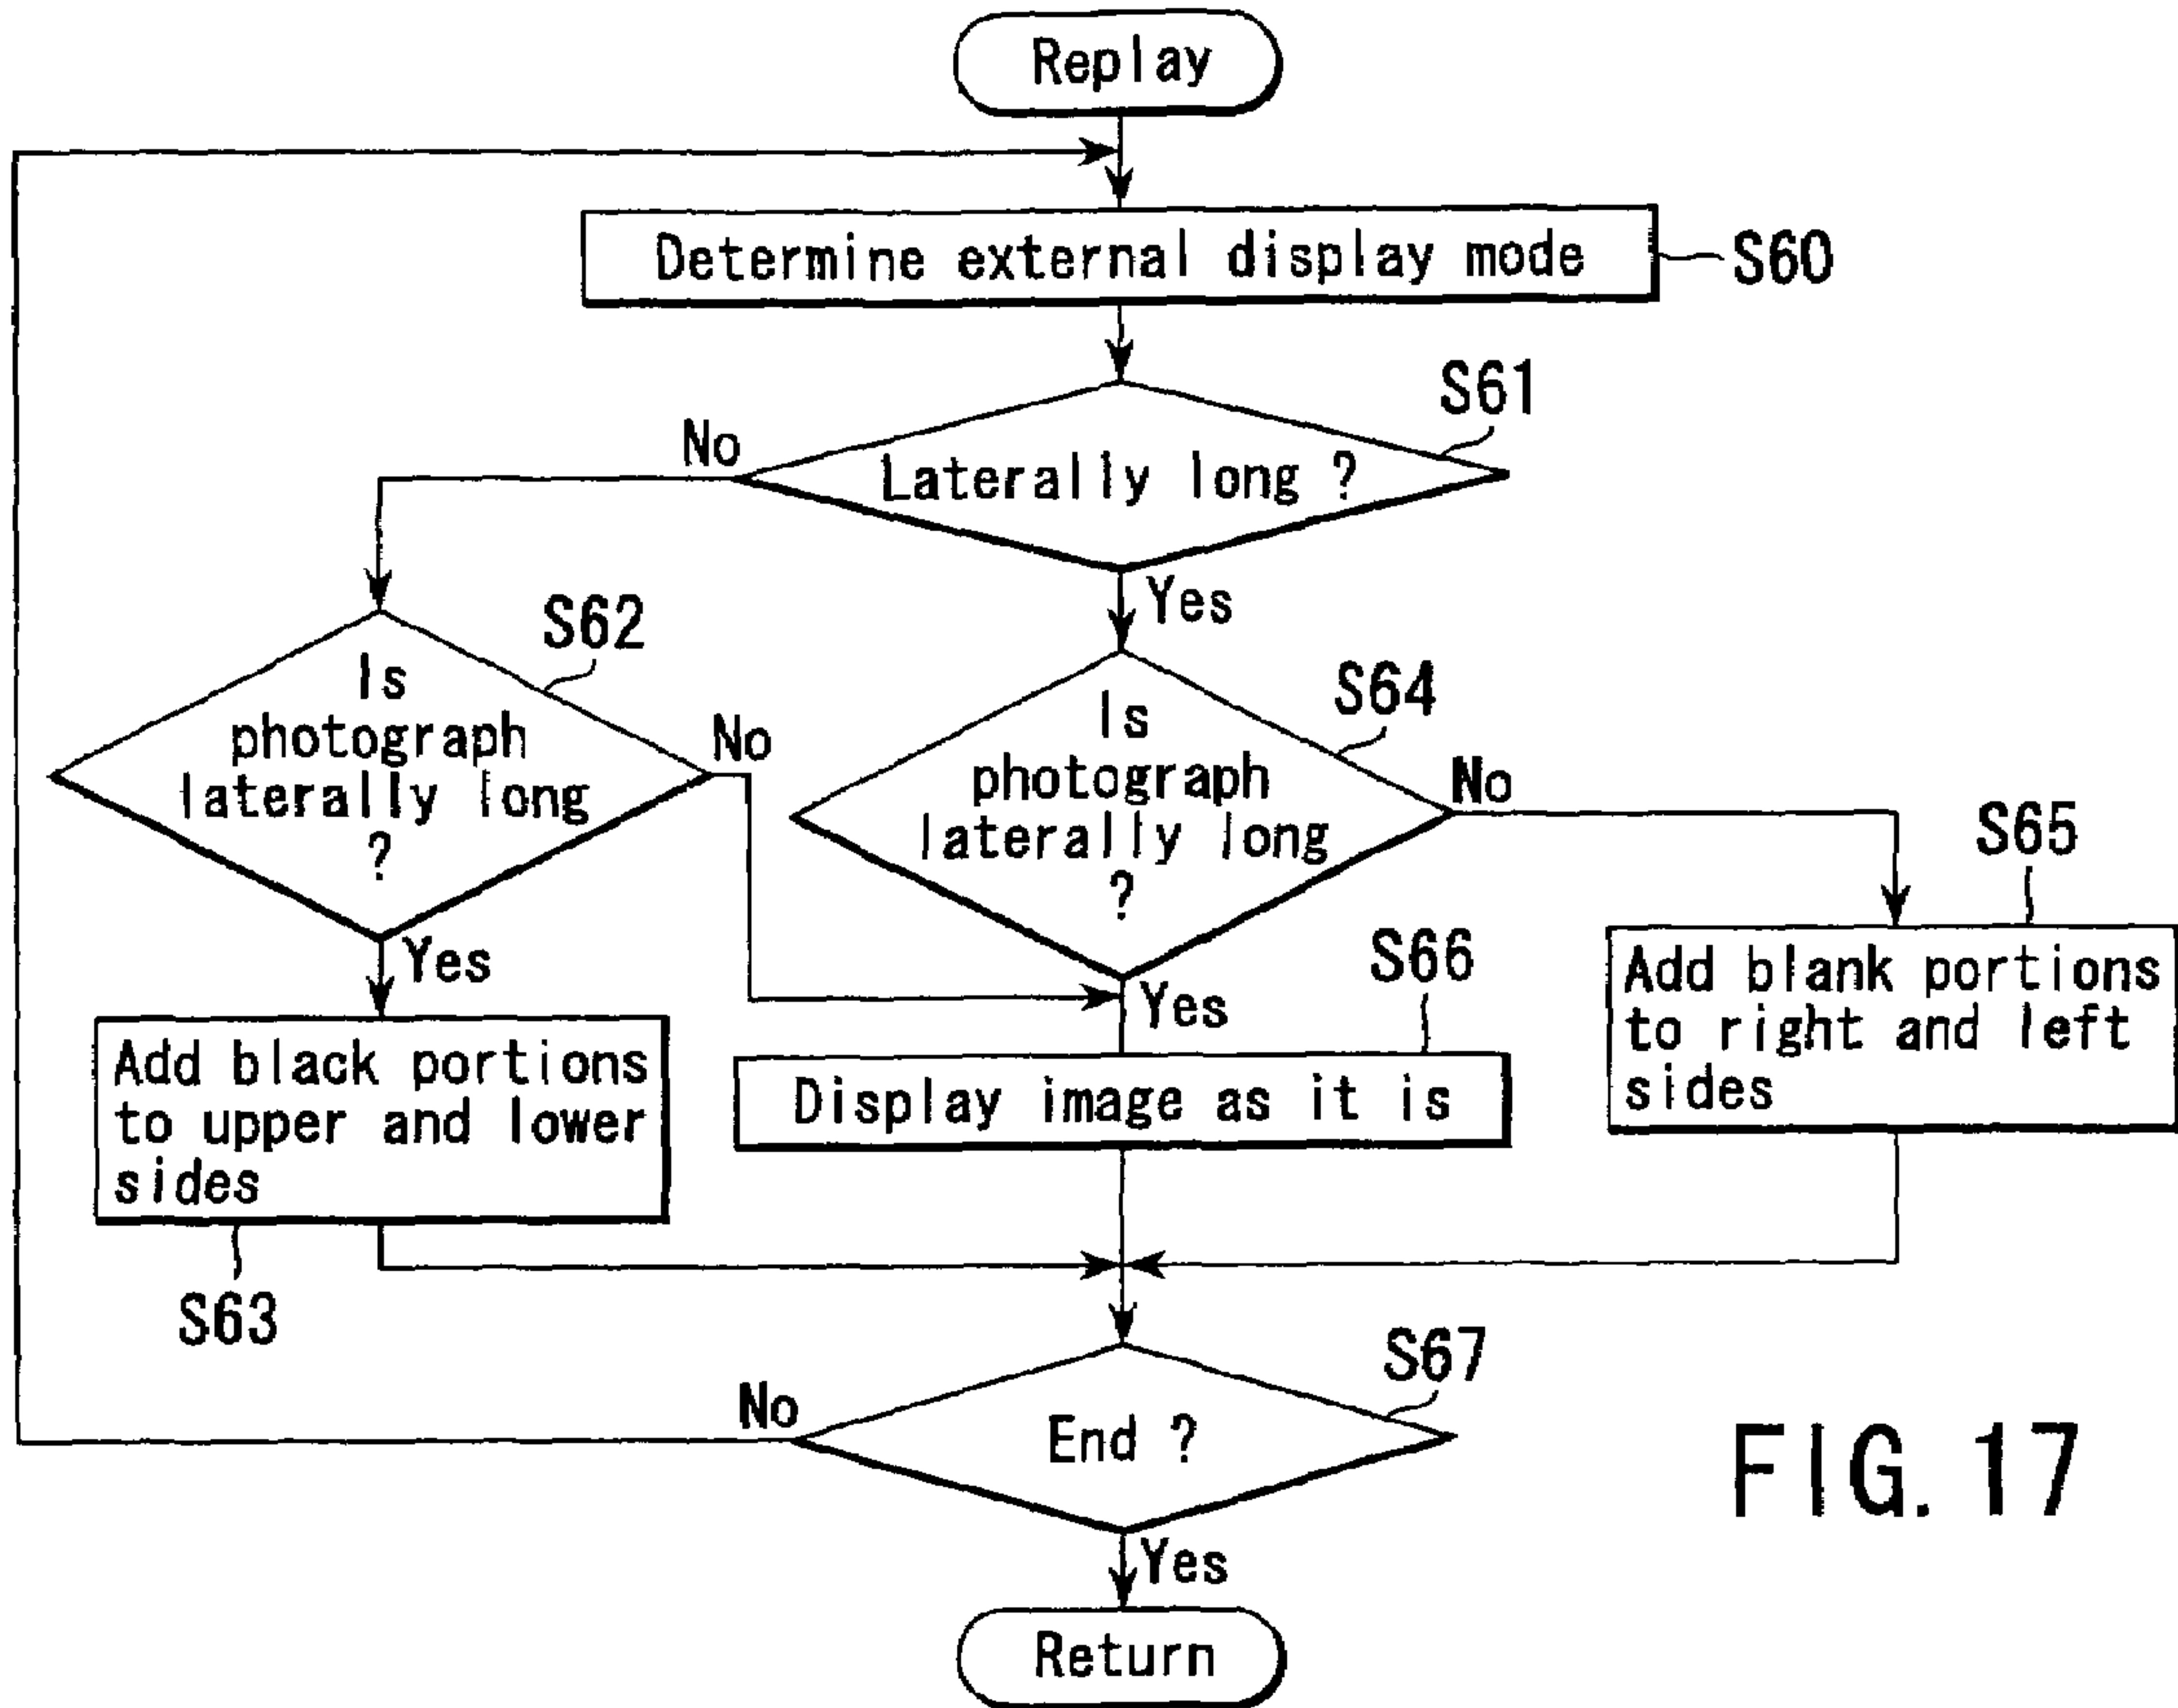 Replay
Determine external display mode
S60
S61
No
Laterally long ?
Yes
S62
Is
photograph
laterally long
?
No
Yes
S64
Is
photograph
laterally long
?
No
Yes
S65
Add blank portions
to right and left
sides
S66
Display image as it is
Add black portions
to upper and lower
sides
S63
S67
No
End ?
Yes
Return
FIG. 17